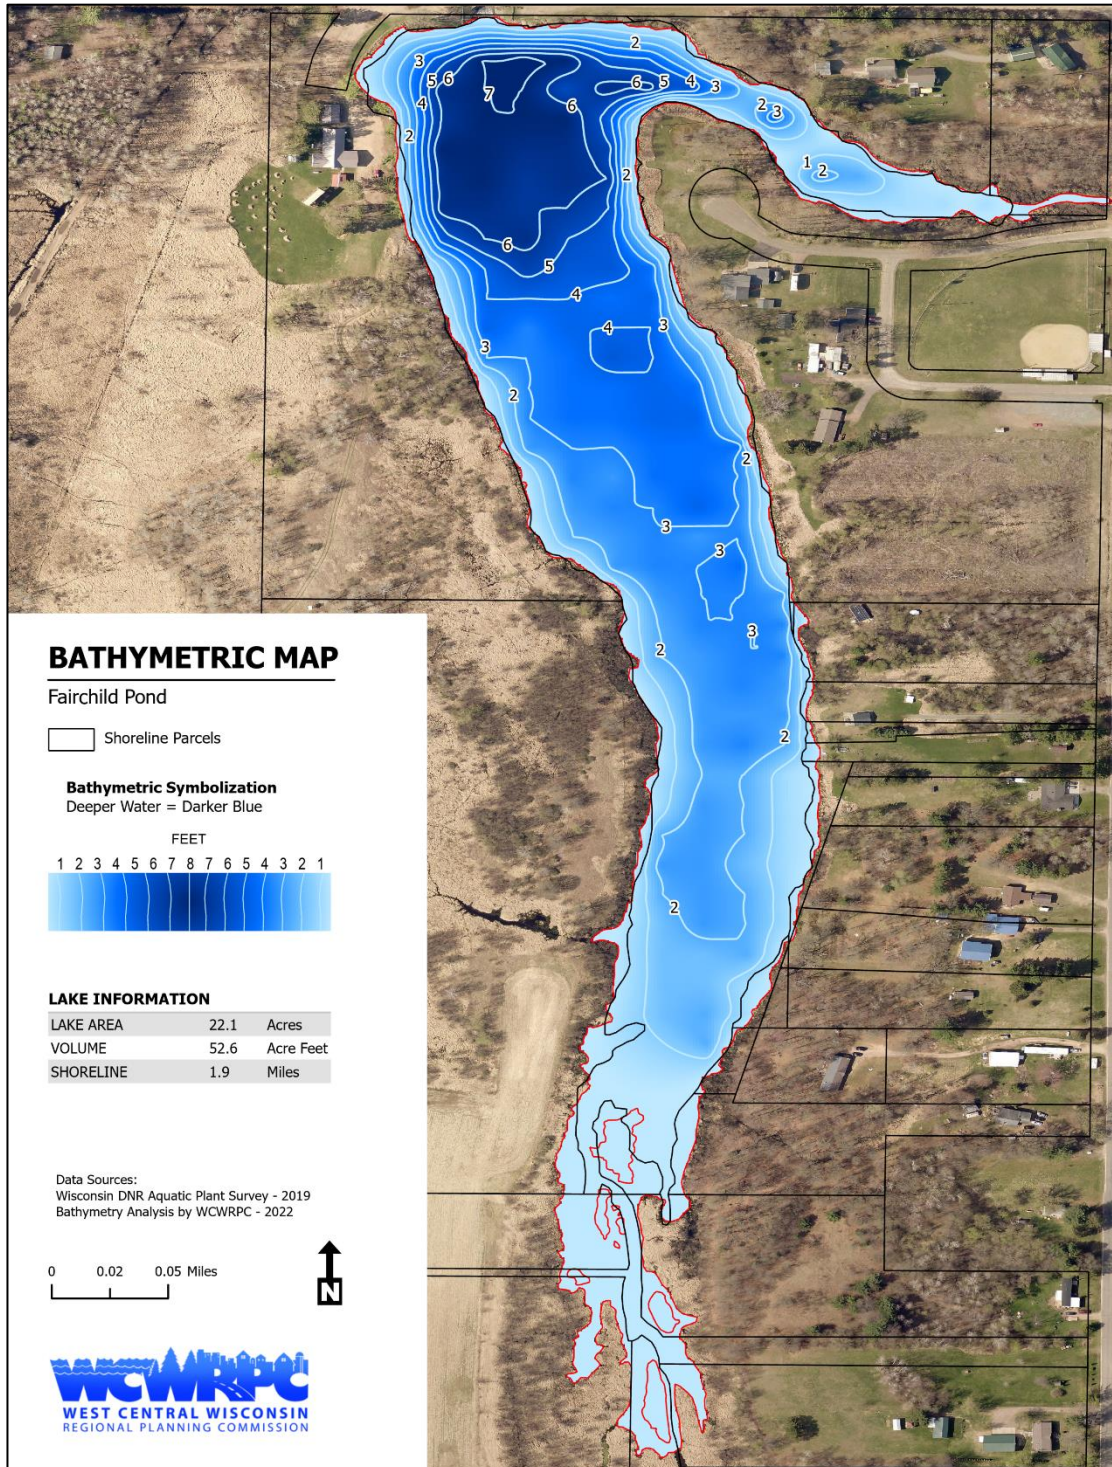 2
3
5
6
4
7
6
6
5
4
3
2
3
2
2
1
2
6
5
4
4
3
3
2
2
3
3
3
2
2
2
BATHYMETRIC MAP
Fairchild Pond
Shoreline Parcels
Bathymetric Symbolization
Deeper Water = Darker Blue
FEET
1 2 3 4 5 6 7 8 7 6 5 4 3 2 1
LAKE INFORMATION
LAKE AREA 22.1 Acres
VOLUME 52.6 Acre Feet
SHORELINE 1.9 Miles
Data Sources:
Wisconsin DNR Aquatic Plant Survey - 2019
Bathymetry Analysis by WCWRPC - 2022
0 0.02 0.05 Miles
N
WCWRPC
WEST CENTRAL WISCONSIN
REGIONAL PLANNING COMMISSION